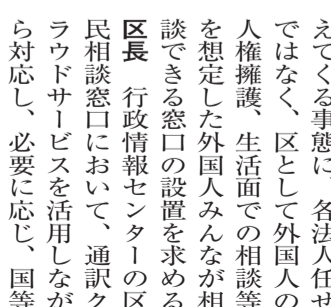 えてくる事態に、各法人任せ
ではなく、区として外国人の
人権擁護、生活面での相談等
を想定した外国人みんなが相
談できる窓口の設置を求める
区長　行政情報センターの区
民相談窓口において、通訳ク
ラウドサービスを活用しなが
ら対応し、必要に応じ、国等